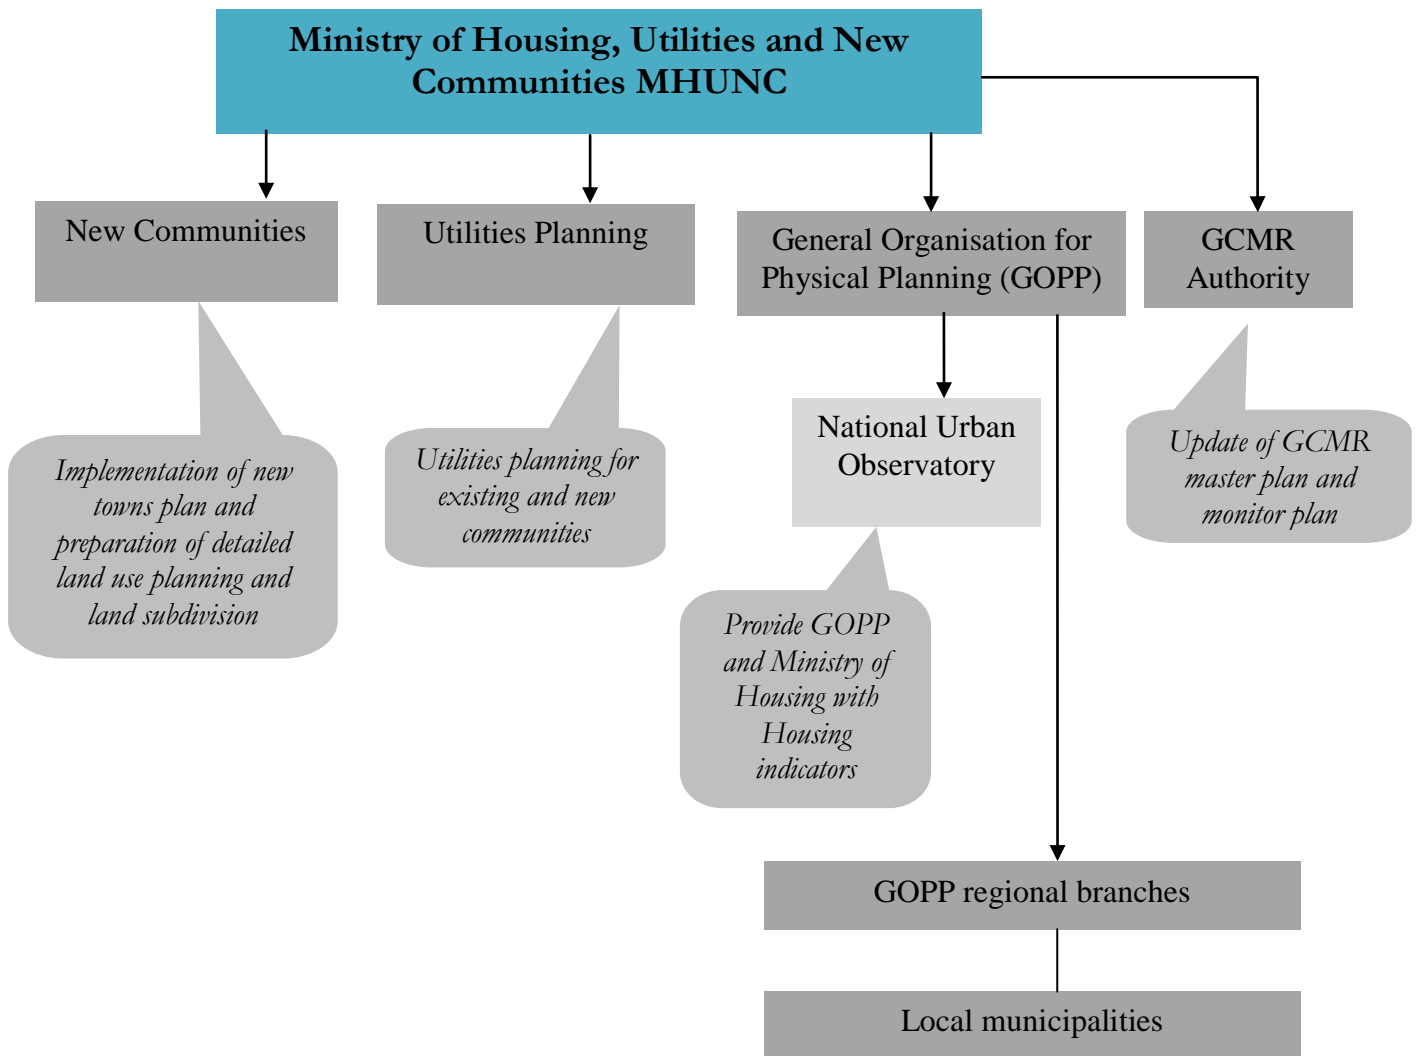 Ministry of Housing, Utilities and New
Communities MHUNC
New Communities
Utilities Planning
General Organisation for
Physical Planning (GOPP)
GCMR
Authority
Implementation of new
towns plan and
preparation of detailed
land use planning and
land subdivision
Utilities planning for
existing and new
communities
National Urban
Observatory
Update of GCMR
master plan and
monitor plan
Provide GOPP
and Ministry of
Housing with
Housing
indicators
GOPP regional branches
Local municipalities